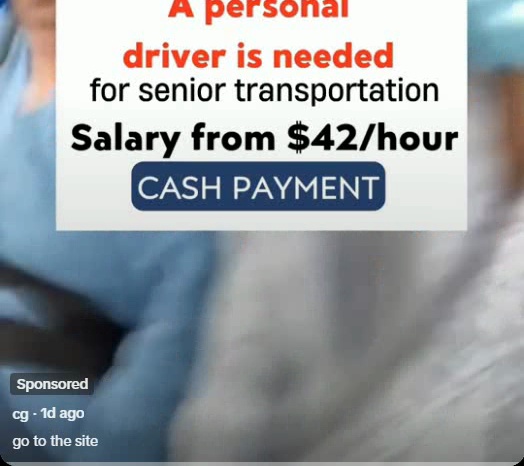 A personal
driver is needed
for senior transportation
Salary from $42/hour
CASH PAYMENT
Sponsored
cg · 1d ago
go to the site